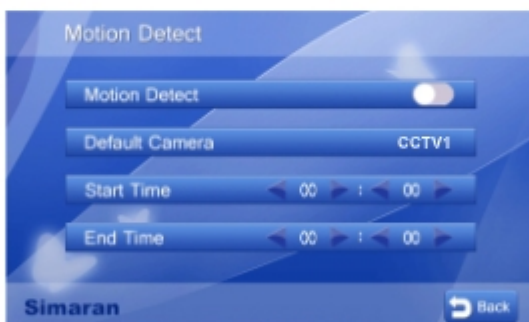 Motion Detect
Motion Detect
Default Camera CCTV1
Start Time 00 : 00
End Time 00 : 00
Simaran Back